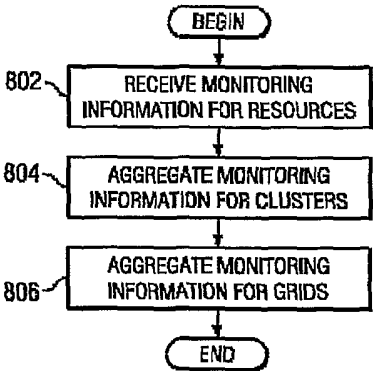 BEGIN
802
RECEIVE MONITORING
INFORMATION FOR RESOURCES
804
AGGREGATE MONITORING
INFORMATION FOR CLUSTERS
806
AGGREGATE MONITORING
INFORMATION FOR GRIDS
END